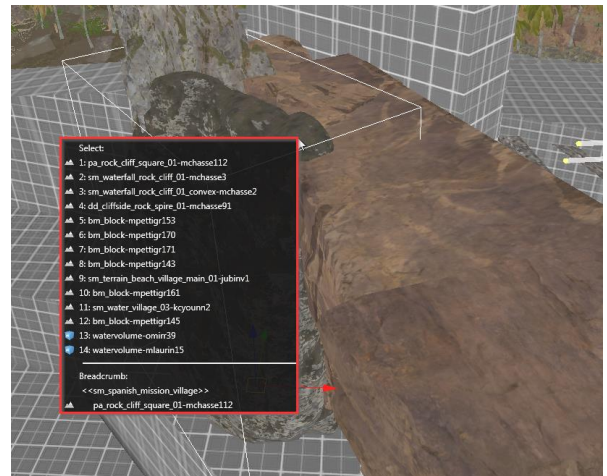 Select:
1: pa_rock_cliff_square_01-mchasse112
2: sm_waterfall_rock_cliff_01-mchasse3
3: sm_waterfall_rock_cliff_01_convex-mchasse2
4: dd_cliffside_rock_spire_01-mchasse91
5: bm_block-mpettigr153
6: bm_block-mpettigr170
7: bm_block-mpettigr171
8: bm_block-mpettigr143
9: sm_terrain_beach_village_main_01-jubinv1
10: bm_block-mpettigr161
11: sm_water_village_03-kcyounn2
12: bm_block-mpettigr145
13: watervolume-omirr39
14: watervolume-mlaurin15
Breadcrumb:
<<sm_spanish_mission_village>>
pa_rock_cliff_square_01-mchasse112